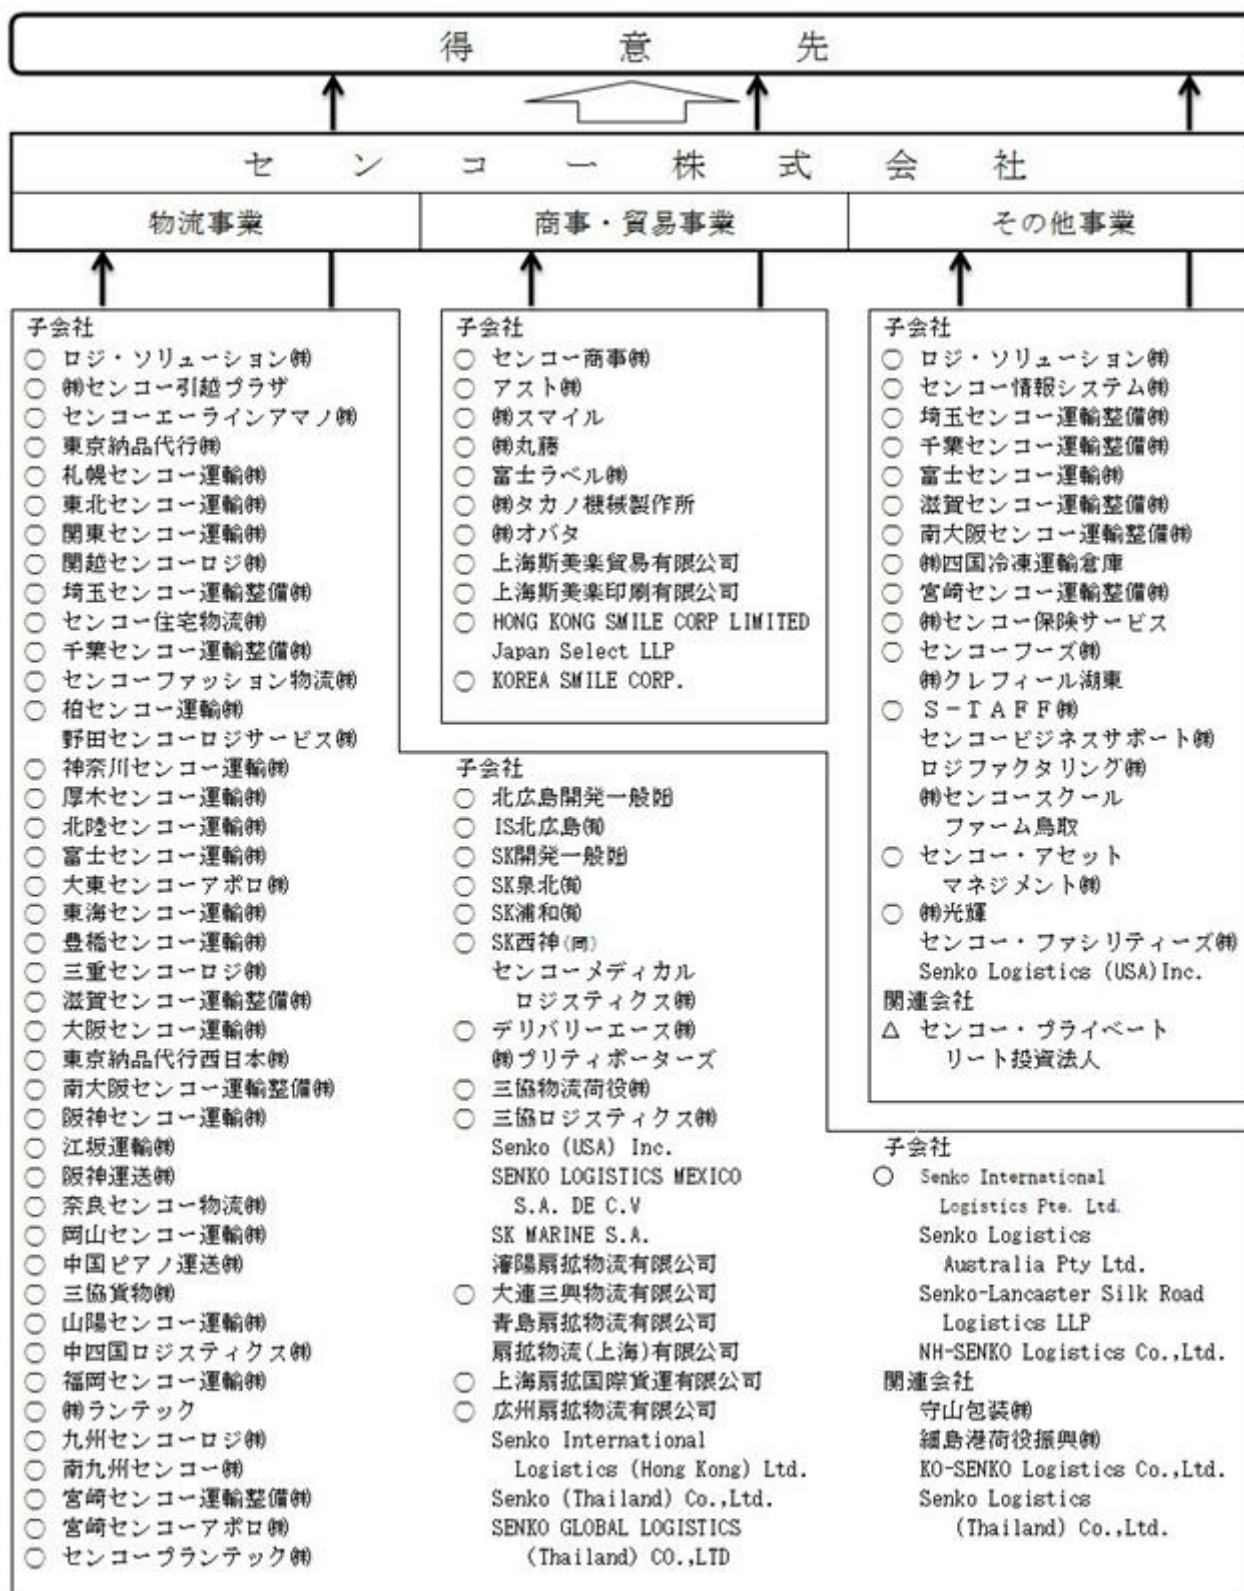 得意先
センコー株式会社
物流事業
商事・貿易事業
その他事業
子会社
○ ロジ・ソリューション㈱
○ ㈱センコー引越プラザ
○ センコーエーラインアマノ㈱
○ 東京納品代行㈱
○ 札幌センコー運輸㈱
○ 東北センコー運輸㈱
○ 関東センコー運輸㈱
○ 関越センコーロジ㈱
○ 埼玉センコー運輸整備㈱
○ センコー住宅物流㈱
○ 千葉センコー運輸整備㈱
○ センコーファッション物流㈱
○ 柏センコー運輸㈱
野田センコーロジサービス㈱
○ 神奈川センコー運輸㈱
○ 厚木センコー運輸㈱
○ 北陸センコー運輸㈱
○ 富士センコー運輸㈱
○ 大東センコーアポロ㈱
○ 東海センコー運輸㈱
○ 豊橋センコー運輸㈱
○ 三重センコーロジ㈱
○ 滋賀センコー運輸整備㈱
○ 大阪センコー運輸㈱
○ 東京納品代行西日本㈱
○ 南大阪センコー運輸整備㈱
○ 阪神センコー運輸㈱
○ 江坂運輸㈱
○ 阪神運送㈱
○ 奈良センコー物流㈱
○ 岡山センコー運輸㈱
○ 中国ピアノ運送㈱
○ 三協貨物㈱
○ 山陽センコー運輸㈱
○ 中四国ロジスティクス㈱
○ 福岡センコー運輸㈱
○ ㈱ランテック
○ 九州センコーロジ㈱
○ 南九州センコー㈱
○ 宮崎センコー運輸整備㈱
○ 宮崎センコーアポロ㈱
○ センコープランテック㈱
子会社
○ センコー商事㈱
○ アスト㈱
○ ㈱スマイル
○ ㈱丸藤
○ 富士ラベル㈱
○ ㈱タカノ機械製作所
○ ㈱オバタ
○ 上海斯美楽貿易有限公司
○ 上海斯美楽印刷有限公司
○ HONG KONG SMILE CORP LIMITED
Japan Select LLP
○ KOREA SMILE CORP.
子会社
○ 北広島開発一般㈳
○ IS北広島㈲
○ SK開発一般㈳
○ SK泉北㈲
○ SK浦和㈲
○ SK西神(同)
センコーメディカル
ロジスティクス㈱
○ デリバリーエース㈱
㈱プリティポーターズ
○ 三協物流荷役㈱
○ 三協ロジスティクス㈱
Senko (USA) Inc.
SENKO LOGISTICS MEXICO
S.A. DE C.V
SK MARINE S.A.
瀋陽扇拡物流有限公司
○ 大連三興物流有限公司
青島扇拡物流有限公司
扇拡物流(上海)有限公司
○ 上海扇拡国際貨運有限公司
○ 広州扇拡物流有限公司
Senko International
Logistics (Hong Kong) Ltd.
Senko (Thailand) Co.,Ltd.
SENKO GLOBAL LOGISTICS
(Thailand) CO.,LTD
子会社
○ ロジ・ソリューション㈱
○ センコー情報システム㈱
○ 埼玉センコー運輸整備㈱
○ 千葉センコー運輸整備㈱
○ 富士センコー運輸㈱
○ 滋賀センコー運輸整備㈱
○ 南大阪センコー運輸整備㈱
○ ㈱四国冷凍運輸倉庫
○ 宮崎センコー運輸整備㈱
○ ㈱センコー保険サービス
○ センコーフーズ㈱
㈱クレフィール湖東
○ S-TAFF㈱
センコービジネスサポート㈱
ロジファクタリング㈱
㈱センコースクール
ファーム鳥取
○ センコー・アセット
マネジメント㈱
○ ㈱光輝
センコー・ファシリティーズ㈱
Senko Logistics (USA)Inc.
関連会社
△ センコー・プライベート
リート投資法人
子会社
○ Senko International
Logistics Pte. Ltd.
Senko Logistics
Australia Pty Ltd.
Senko-Lancaster Silk Road
Logistics LLP
NH-SENKO Logistics Co.,Ltd.
関連会社
守山包装㈱
細島港荷役振興㈱
KO-SENKO Logistics Co.,Ltd.
Senko Logistics
(Thailand) Co.,Ltd.